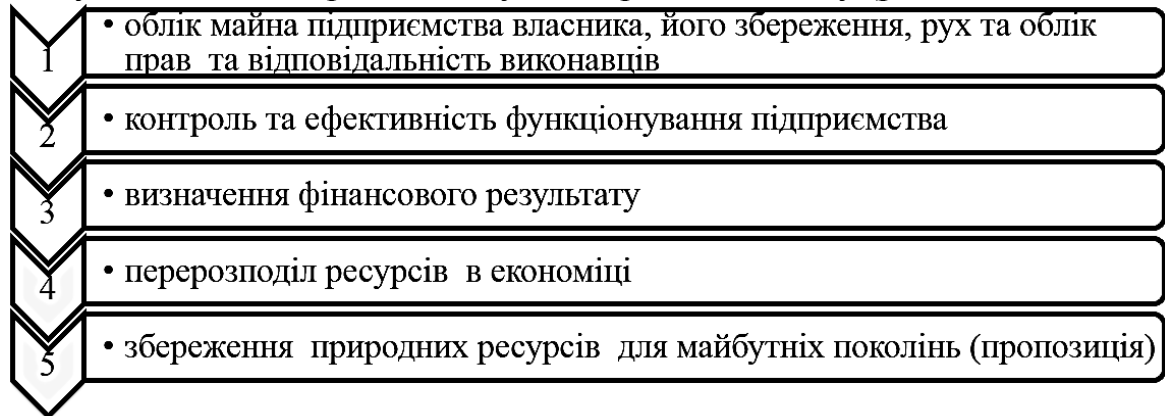 1
• облік майна підприємства власника, його збереження, рух та облік
прав та відповідальність виконавців
2
• контроль та ефективність функціонування підприємства
3
• визначення фінансового результату
4
• перерозподіл ресурсів в економіці
5
• збереження природних ресурсів для майбутніх поколінь (пропозиція)